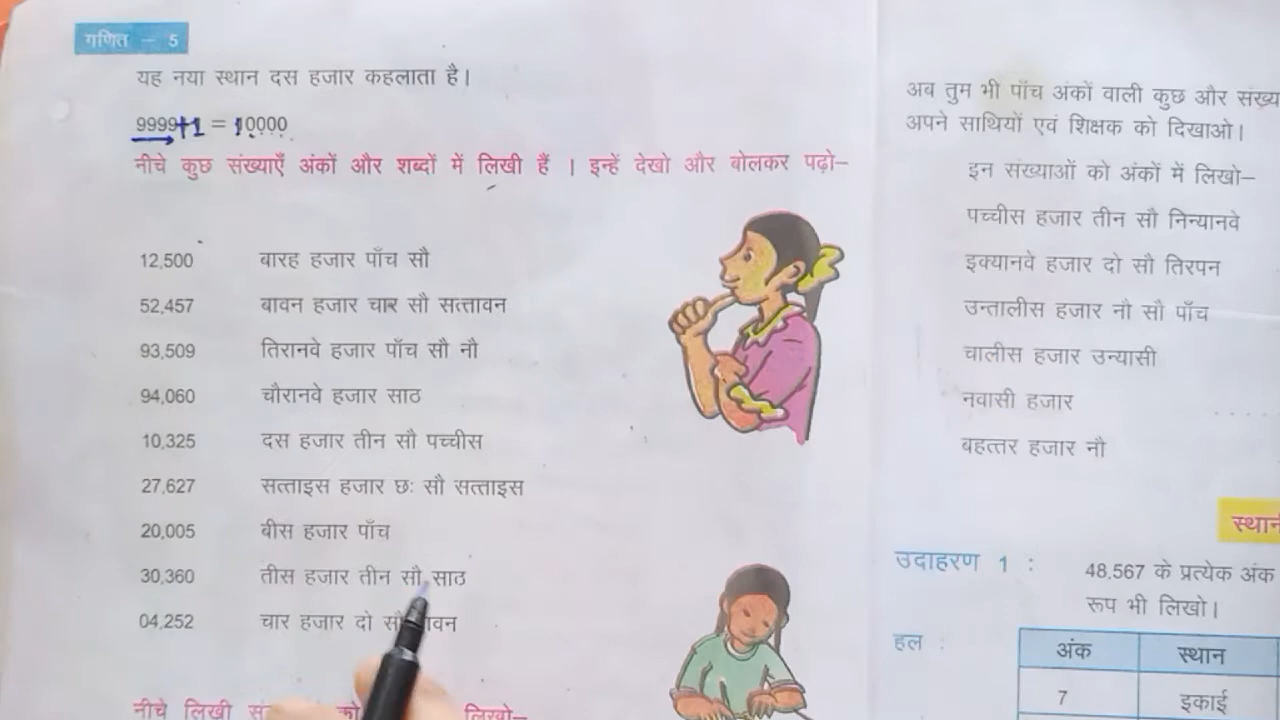 गणित – 5
यह नया स्थान दस हजार कहलाता है।
9999+1 = 10000
नीचे कुछ संख्याएँ अंकों और शब्दों में लिखी हैं । इन्हें देखो और बोलकर पढ़ो–
12,500 बारह हजार पाँच सौ
52,457 बावन हजार चार सौ सत्तावन
93,509 तिरानवे हजार पाँच सौ नौ
94,060 चौरानवे हजार साठ
10,325 दस हजार तीन सौ पच्चीस
27,627 सत्ताइस हजार छः सौ सत्ताइस
20,005 बीस हजार पाँच
30,360 तीस हजार तीन सौ साठ
04,252 चार हजार दो सौ
नीचे लिखी को लिखो–
अब तुम भी पाँच अंकों वाली कुछ और
अपने साथियों एवं शिक्षक को दिखाओ।
इन संख्याओं को अंकों में लिखो–
पच्चीस हजार तीन सौ निन्यानवे
इक्यानवे हजार दो सौ तिरपन
उन्तालीस हजार नौ सौ पाँच
चालीस हजार उन्यासी
नवासी हजार
बहत्तर हजार नौ
उदाहरण 1 : 48,567 के प्रत्येक अंक
रूप भी लिखो।
हल :
अंक स्थान
7 इकाई